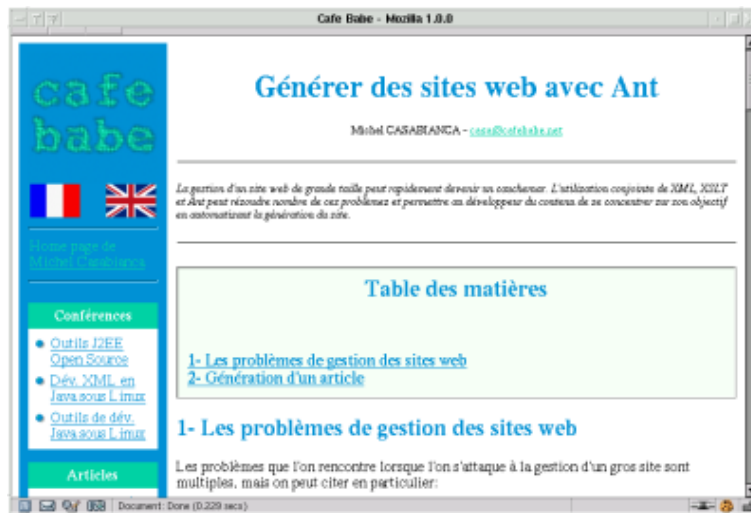 Cafe Babe - Mozilla 1.0.0
cafe
babe
Home page de
Michel Casabianca
Conférences
Outils J2EE
Open Source
Dév. XML en
Java sous Linux
Outils de dév.
Java sous Linux
Articles
Générer des sites web avec Ant
Michel CASABIANCA - casa@cafebabe.net
La gestion d'un site web de grande taille peut rapidement devenir un cauchemar. L'utilisation conjointe de XML, XSLT
et Ant peut résoudre nombre de ces problèmes et permettre au développeur du contenu de se concentrer sur son objectif
en automatisant la génération du site.
Table des matières
1- Les problèmes de gestion des sites web
2- Génération d'un article
1- Les problèmes de gestion des sites web
Les problèmes que l'on rencontre lorsque l'on s'attaque à la gestion d'un gros site sont
multiples, mais on peut citer en particulier:
Document: Done (0.229 secs)